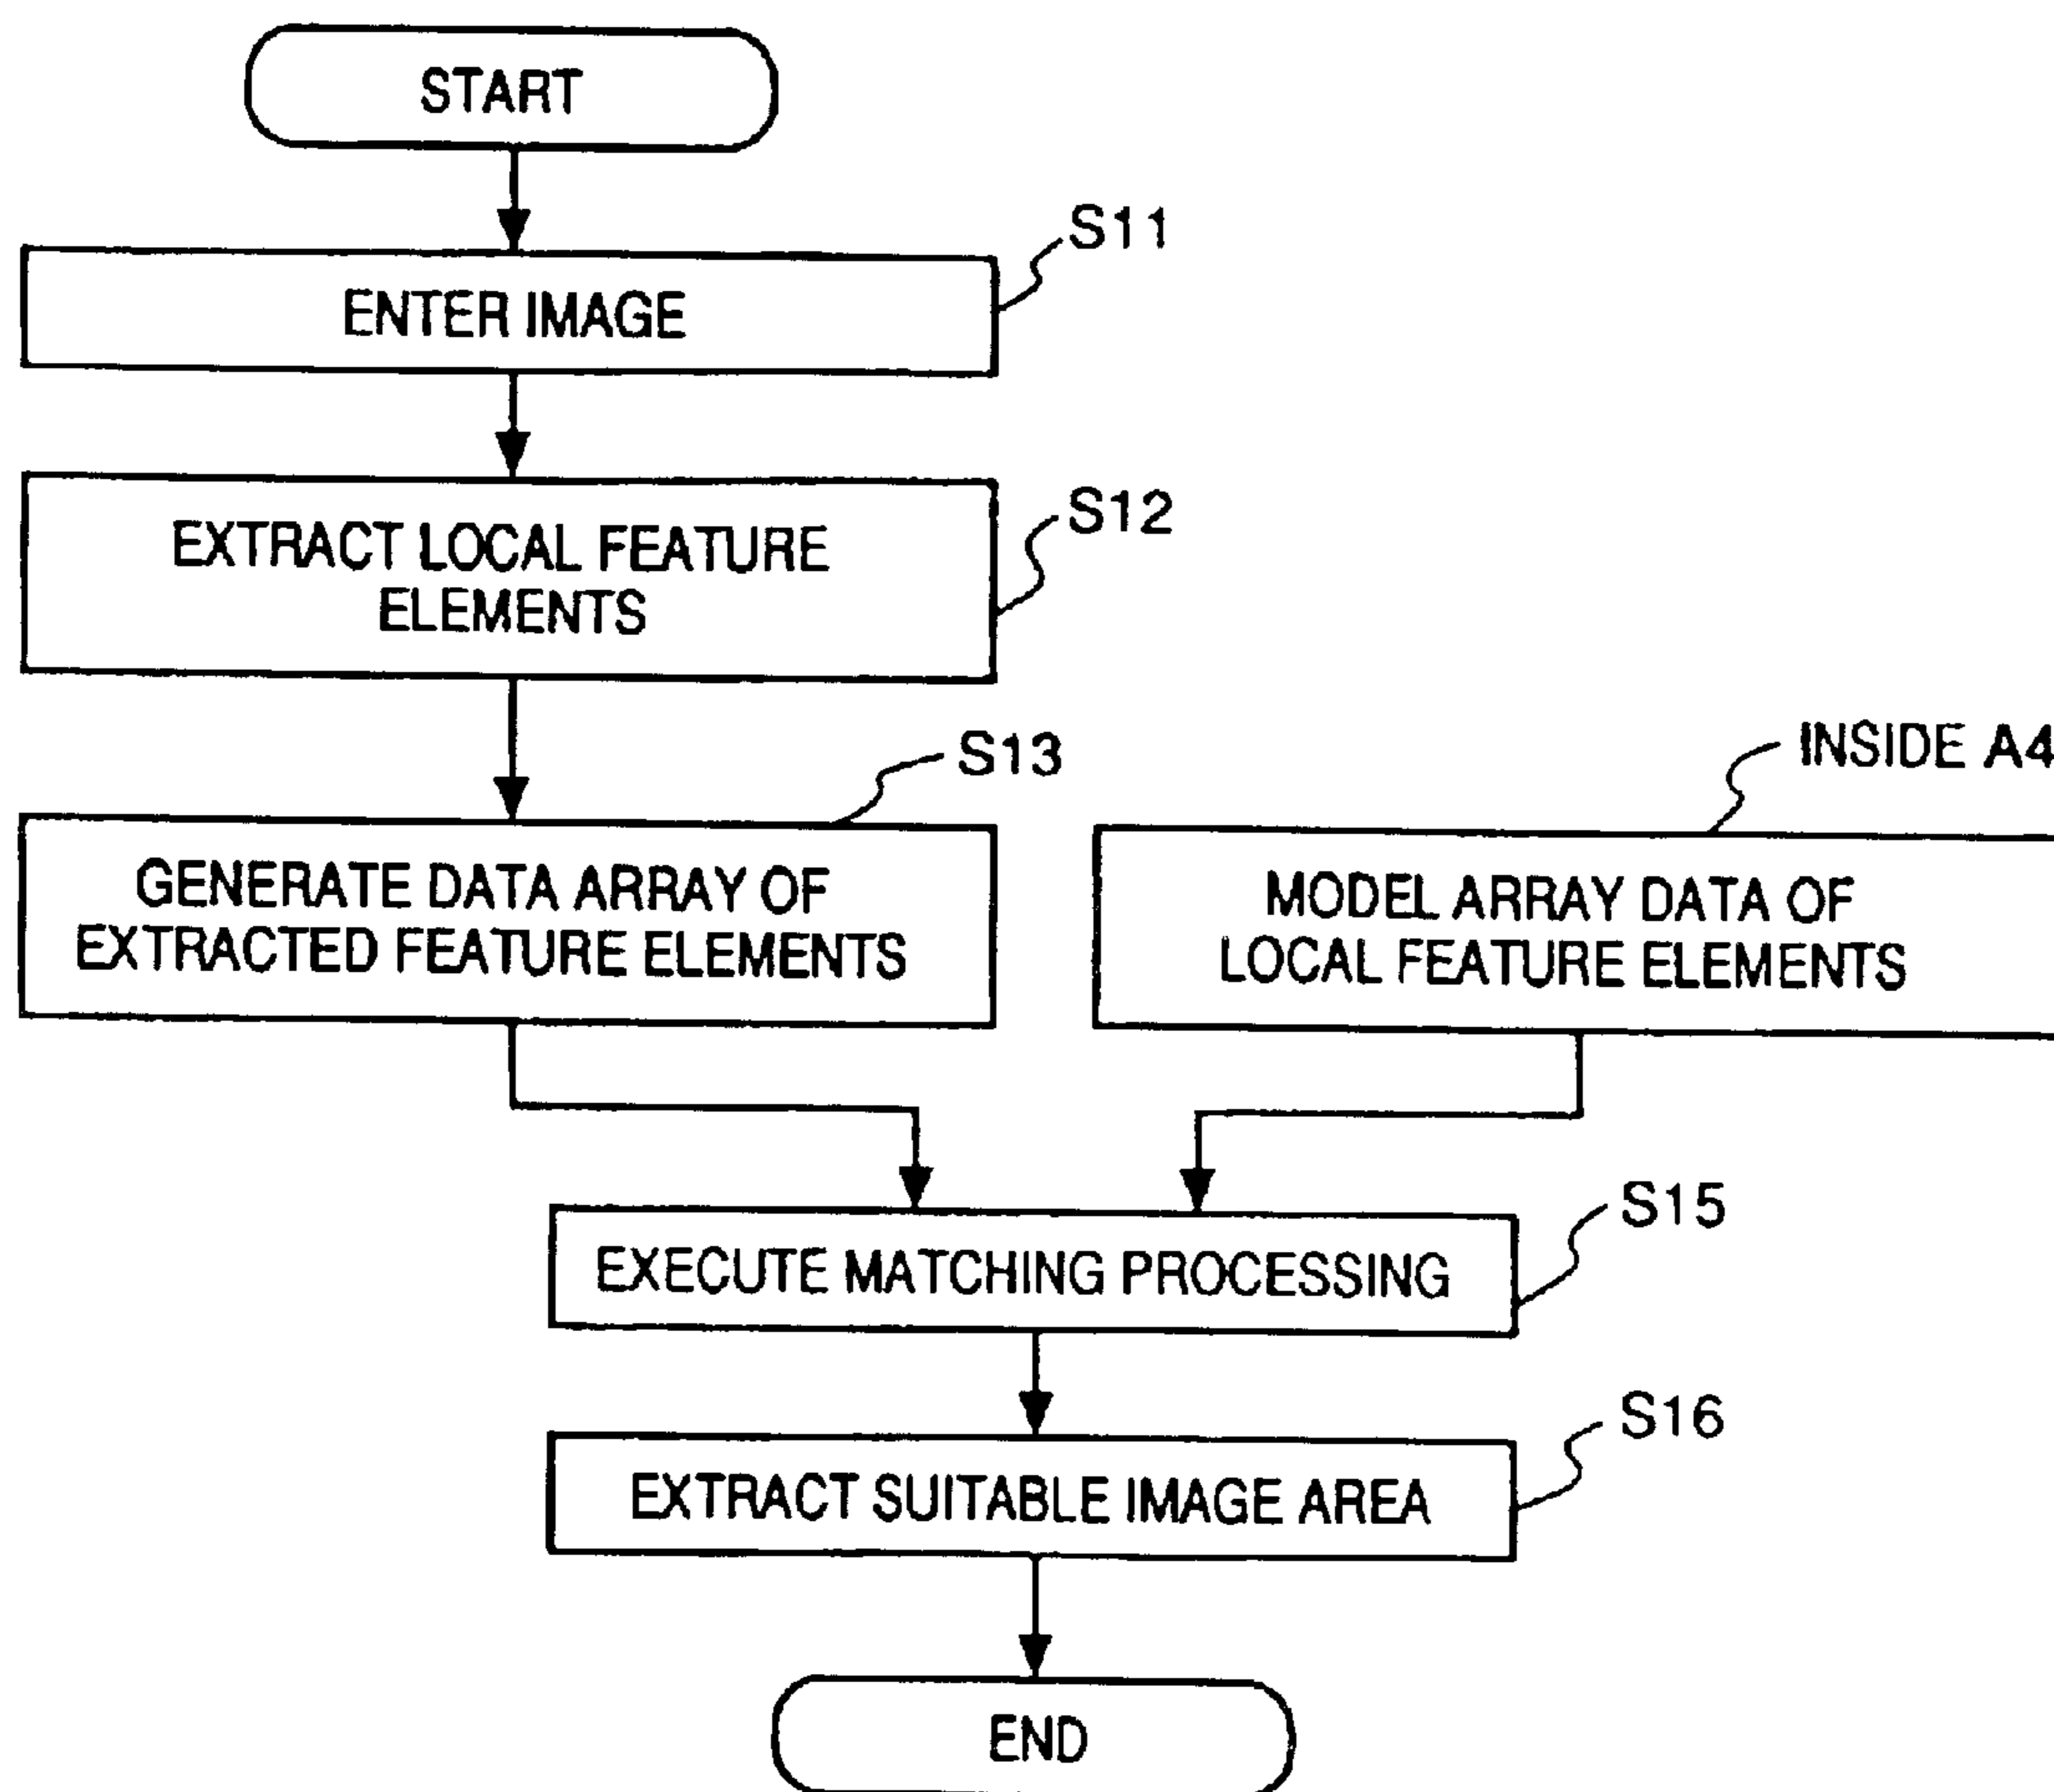 START
S11
ENTER IMAGE
S12
EXTRACT LOCAL FEATURE
ELEMENTS
S13
INSIDE A4
GENERATE DATA ARRAY OF
EXTRACTED FEATURE ELEMENTS
MODEL ARRAY DATA OF
LOCAL FEATURE ELEMENTS
S15
EXECUTE MATCHING PROCESSING
S16
EXTRACT SUITABLE IMAGE AREA
END